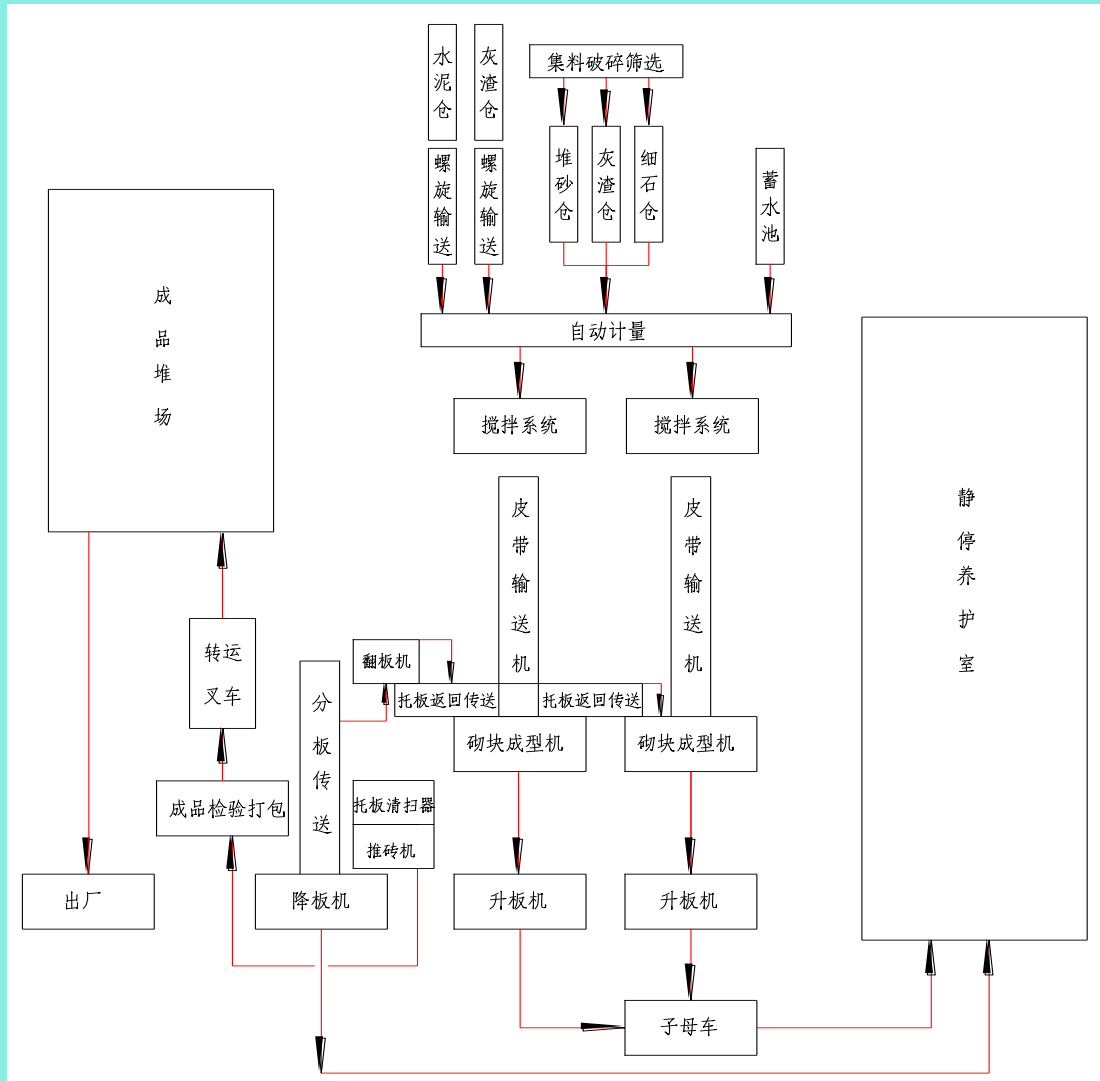 水泥仓
灰渣仓
集料破碎筛选
螺旋输送
螺旋输送
堆砂仓
灰渣仓
细石仓
蓄水池
成品堆场
自动计量
搅拌系统
搅拌系统
静停养护室
皮带输送机
皮带输送机
转运
叉车
翻板机
分板传送
托板返回传送
托板返回传送
砌块成型机
砌块成型机
成品检验打包
托板清扫器
推砖机
出厂
降板机
升板机
升板机
子母车